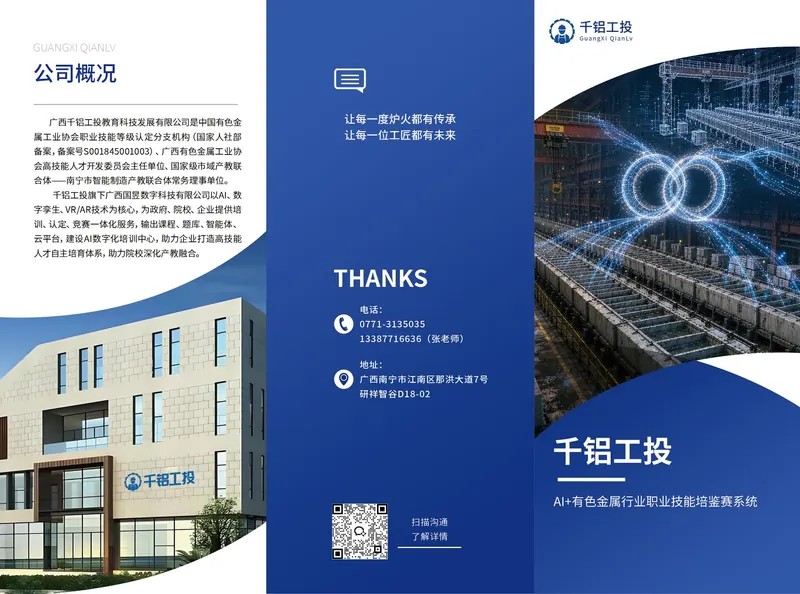 GUANGXI QIANLV
公司概况
广西千铝工投教育科技发展有限公司是中国有色金
属工业协会职业技能等级认定分支机构（国家人社部
备案，备案号S001845001003）、广西有色金属工业协
会高技能人才开发委员会主任单位、国家级市域产教联
合体——南宁市智能制造产教联合体常务理事单位。
千铝工投旗下广西国昱数字科技有限公司以AI、数
字孪生、VR/AR技术为核心，为政府、院校、企业提供培
训、认定、竞赛一体化服务，输出课程、题库、智能体、
云平台，建设AI数字化培训中心，助力企业打造高技能
人才自主培育体系，助力院校深化产教融合。
千铝工投
让每一度炉火都有传承
让每一位工匠都有未来
THANKS
电话：
0771-3135035
13387716636（张老师）
地址：
广西南宁市江南区那洪大道7号
研祥智谷D18-02
扫描沟通
了解详情
千铝工投
GuangXi QianLv
千铝工投
AI+有色金属行业职业技能培鉴赛系统